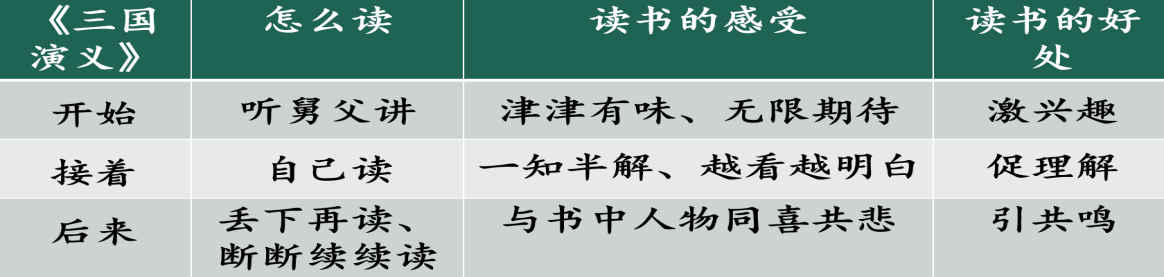 《三国演义》 怎么读 读书的感受 读书的好处
开始 听舅父讲 津津有味、无限期待 激兴趣
接着 自己读 一知半解、越看越明白 促理解
后来 丢下再读、断断续续读 与书中人物同喜共悲 引共鸣